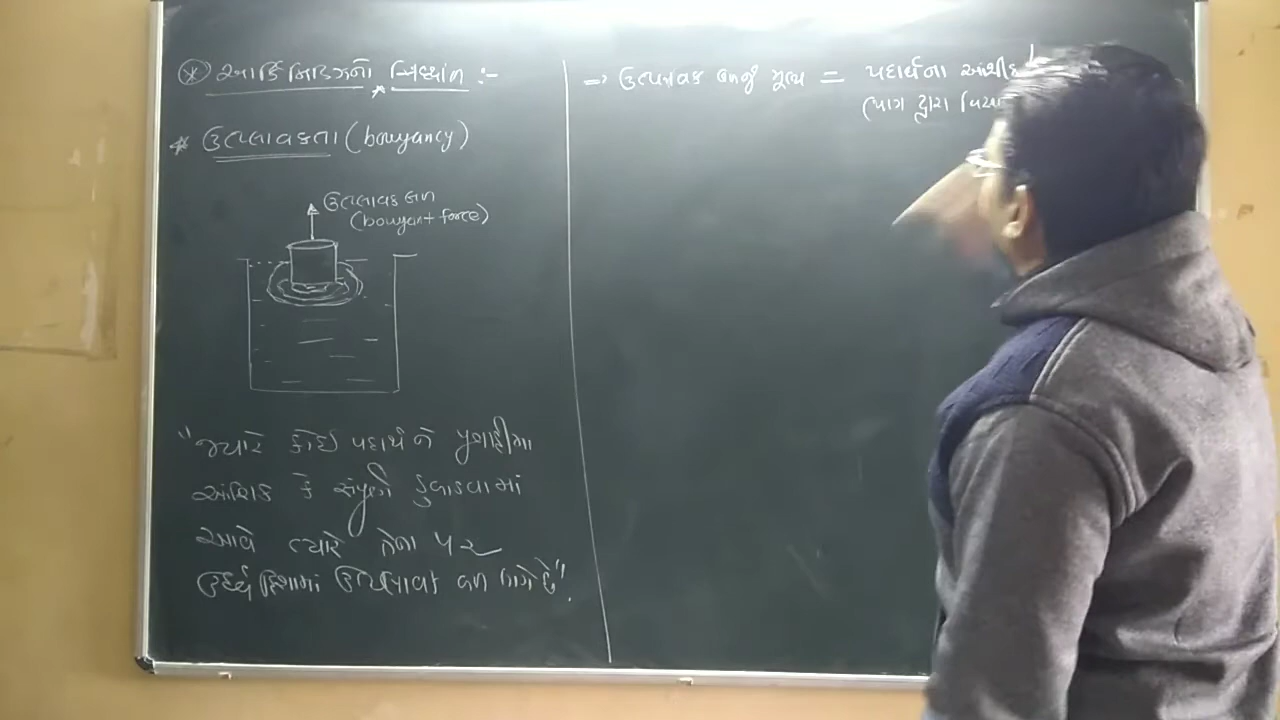 * આર્કિમિડિઝનો સિદ્ધાંત :-
* ઉત્પ્લાવકતા (bouyancy)
ઉત્પ્લાવક બળ
(bouyant force)
"જ્યારે કોઈ પદાર્થને પ્રવાહીમાં
આંશિક કે સંપૂર્ણ ડુબાડવામાં
આવે ત્યારે તેના પર
ઉર્ધ્વદિશામાં ઉત્પ્લાવક બળ લાગે છે".
=> ઉત્પ્લાવક બળનું મૂલ્ય = પદાર્થના આંશીક
ભાગ દ્વારા